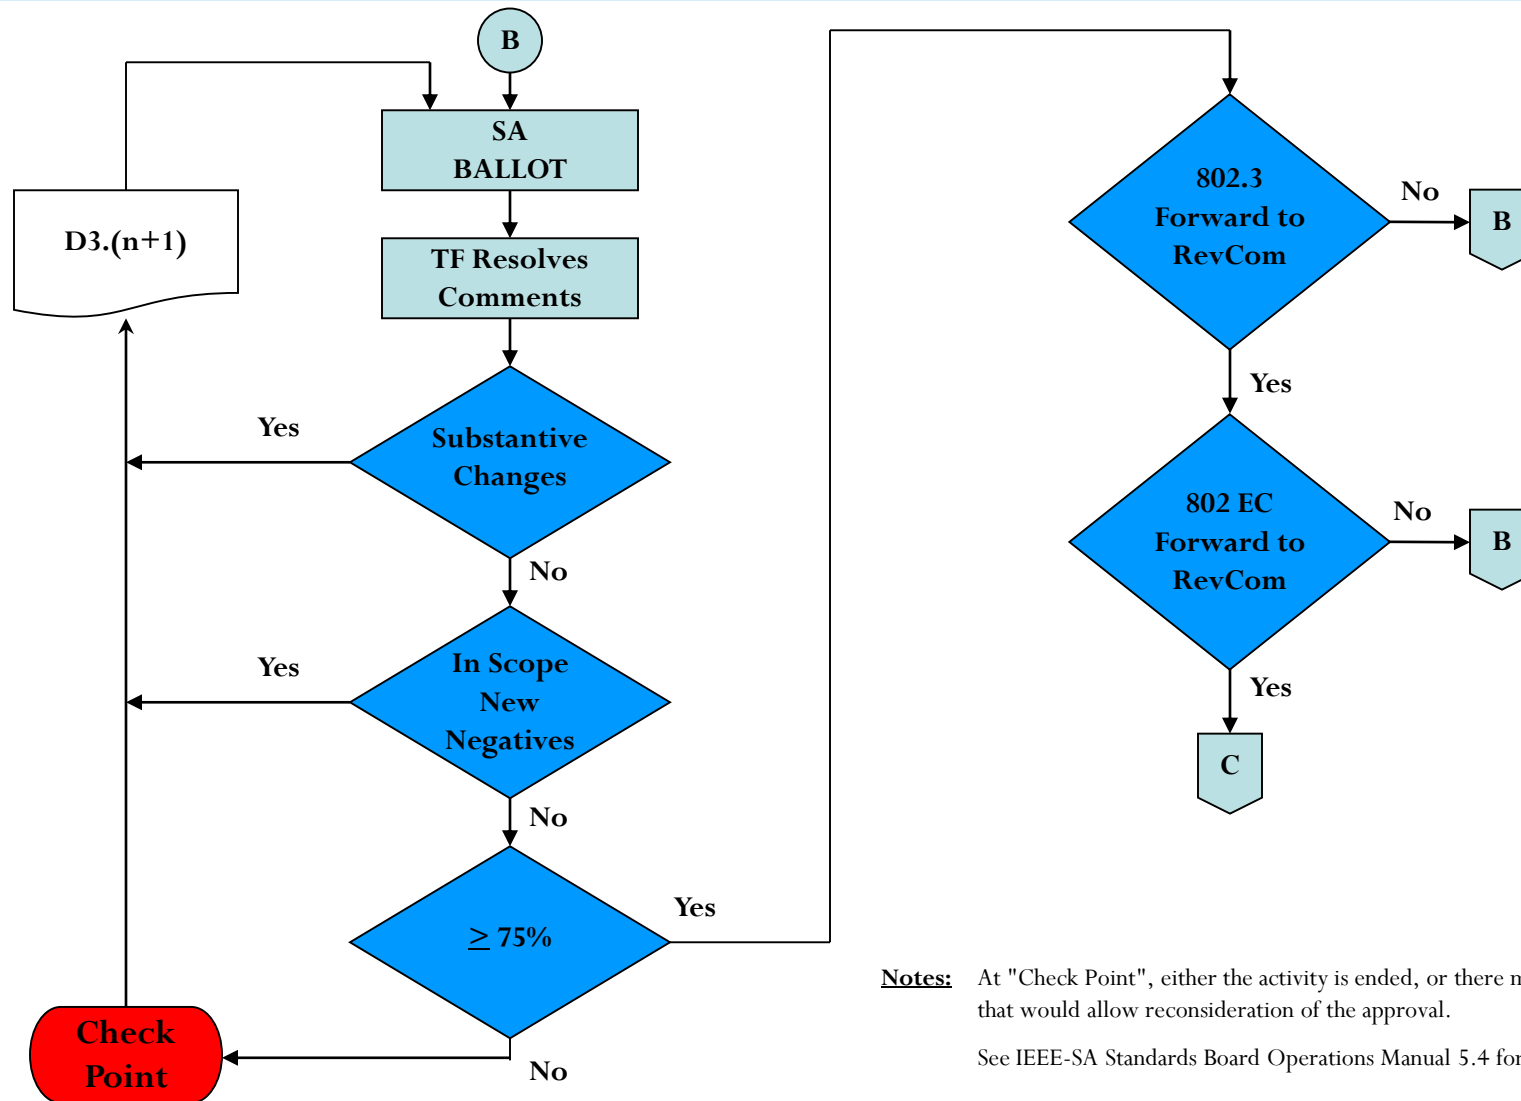 B
SA
BALLOT
D3.(n+1)
TF Resolves
Comments
Substantive
Changes
Yes
No
In Scope
New
Negatives
Yes
No
≥ 75%
Yes
No
Check
Point
802.3
Forward to
RevCom
No
B
Yes
802 EC
Forward to
RevCom
No
B
Yes
C
Notes: At "Check Point", either the activity is ended, or there
that would allow reconsideration of the approval.
See IEEE-SA Standards Board Operations Manual 5.4 for